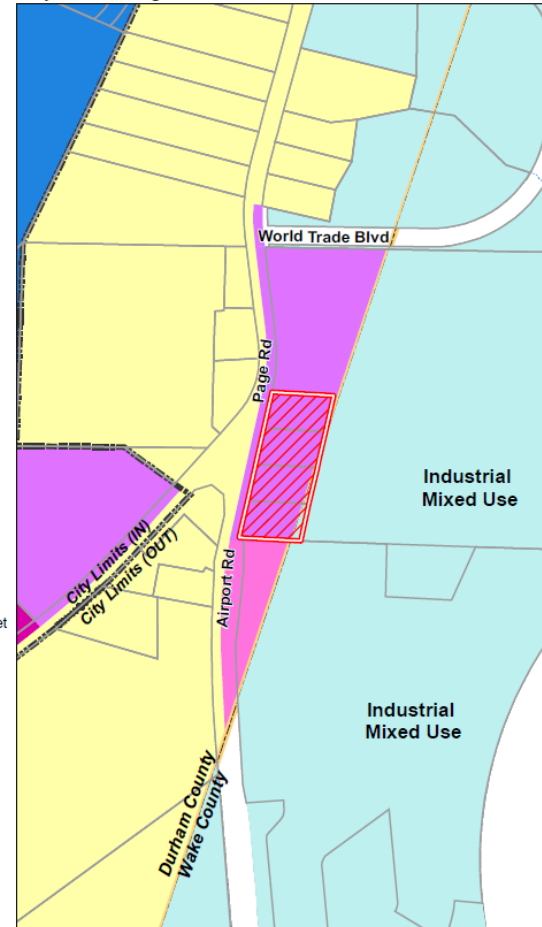 World Trade Blvd
Page Rd
Industrial
Mixed Use
City Limits (IN)
City Limits (OUT)
Airport Rd
Industrial
Mixed Use
Durham County
Wake County